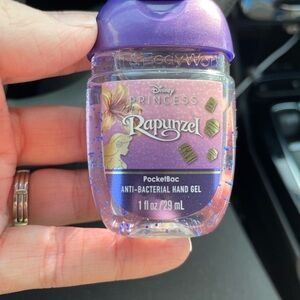 Disney
PRINCESS
Rapunzel
PocketBac
ANTI-BACTERIAL HAND GEL
1 fl oz / 29 mL